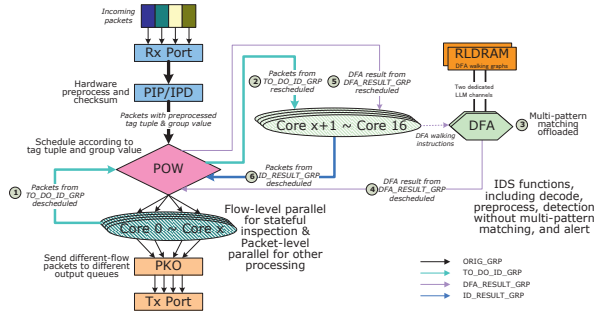 Incoming
packets
Rx Port
Hardware
preprocess and
checksum
PIP/IPD
Packets with preprocessed
tag tuple & group value
Schedule according to
tag tuple and group value
POW
1
Packets from
TO_DO_ID_GRP
descheduled
2
Packets from
TO_DO_ID_GRP
rescheduled
5
DFA result from
DFA_RESULT_GRP
rescheduled
Core x+1 ~ Core 16
RLDRAM
DFA walking graphs
Two dedicated
LLM channels
DFA
3
Multi-pattern
matching
offloaded
DFA walking
instructions
6
Packets from
ID_RESULT_GRP
descheduled
4
DFA result from
DFA_RESULT_GRP
descheduled
IDS functions,
including decode,
preprocess, detection
without multi-pattern
matching, and alert
Core 0 ~ Core x
Flow-level parallel
for stateful
inspection &
Packet-level
parallel for other
processing
Send different-flow
packets to different
output queues
PKO
Tx Port
ORIG_GRP
TO_DO_ID_GRP
DFA_RESULT_GRP
ID_RESULT_GRP